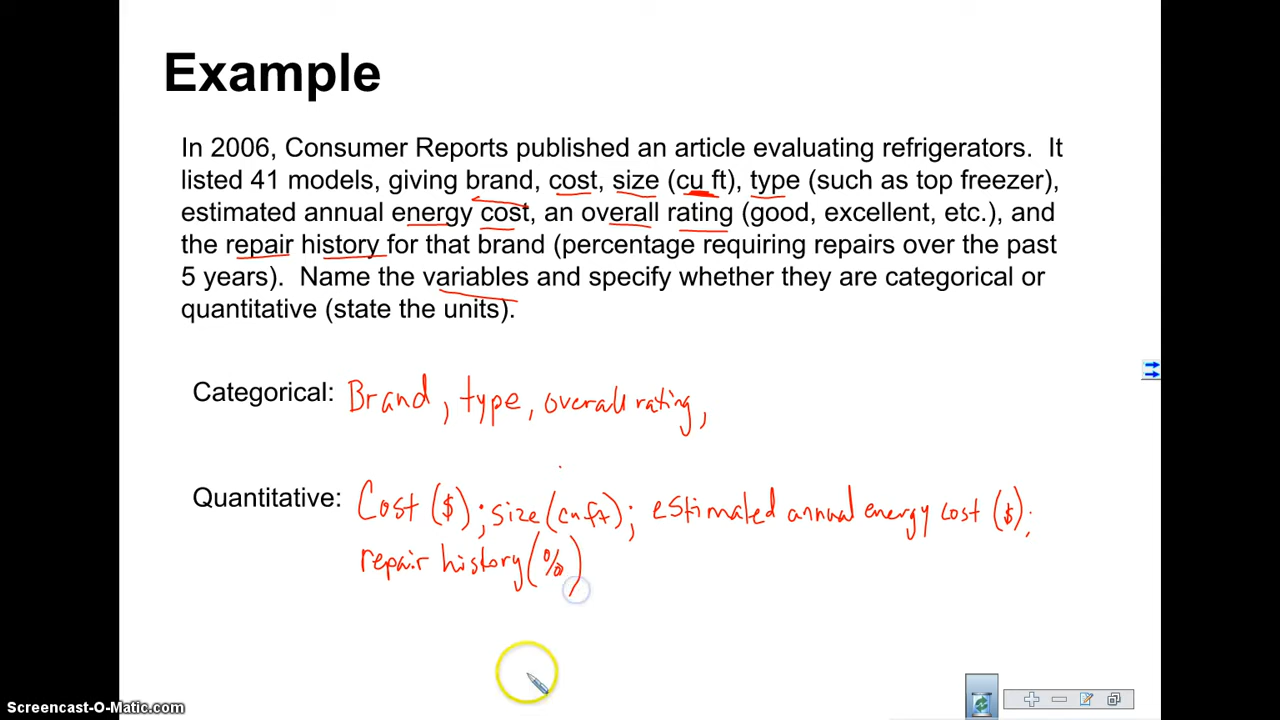 Example
In 2006, Consumer Reports published an article evaluating refrigerators. It
listed 41 models, giving brand, cost, size (cu ft), type (such as top freezer),
estimated annual energy cost, an overall rating (good, excellent, etc.), and
the repair history for that brand (percentage requiring repairs over the past
5 years). Name the variables and specify whether they are categorical or
quantitative (state the units).
Categorical: Brand, type, overall rating,
Quantitative: Cost ($); size (cu ft); estimated annual energy cost ($);
repair history (%)
Screencast-O-Matic.com